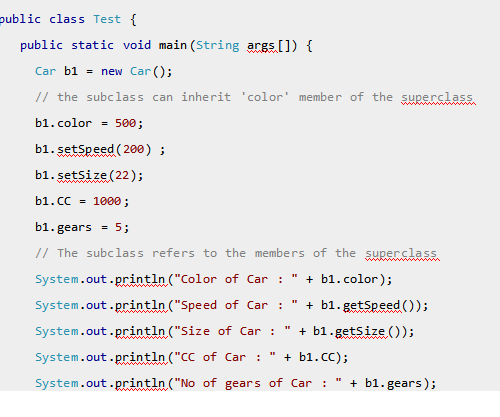 public class Test {
public static void main(String args[]) {
Car b1 = new Car();
// the subclass can inherit 'color' member of the superclass
b1.color = 500;
b1.setSpeed(200) ;
b1.setSize(22);
b1.CC = 1000;
b1.gears = 5;
// The subclass refers to the members of the superclass
System.out.println("Color of Car : " + b1.color);
System.out.println("Speed of Car : " + b1.getSpeed());
System.out.println("Size of Car : " + b1.getSize());
System.out.println("CC of Car : " + b1.CC);
System.out.println("No of gears of Car : " + b1.gears);